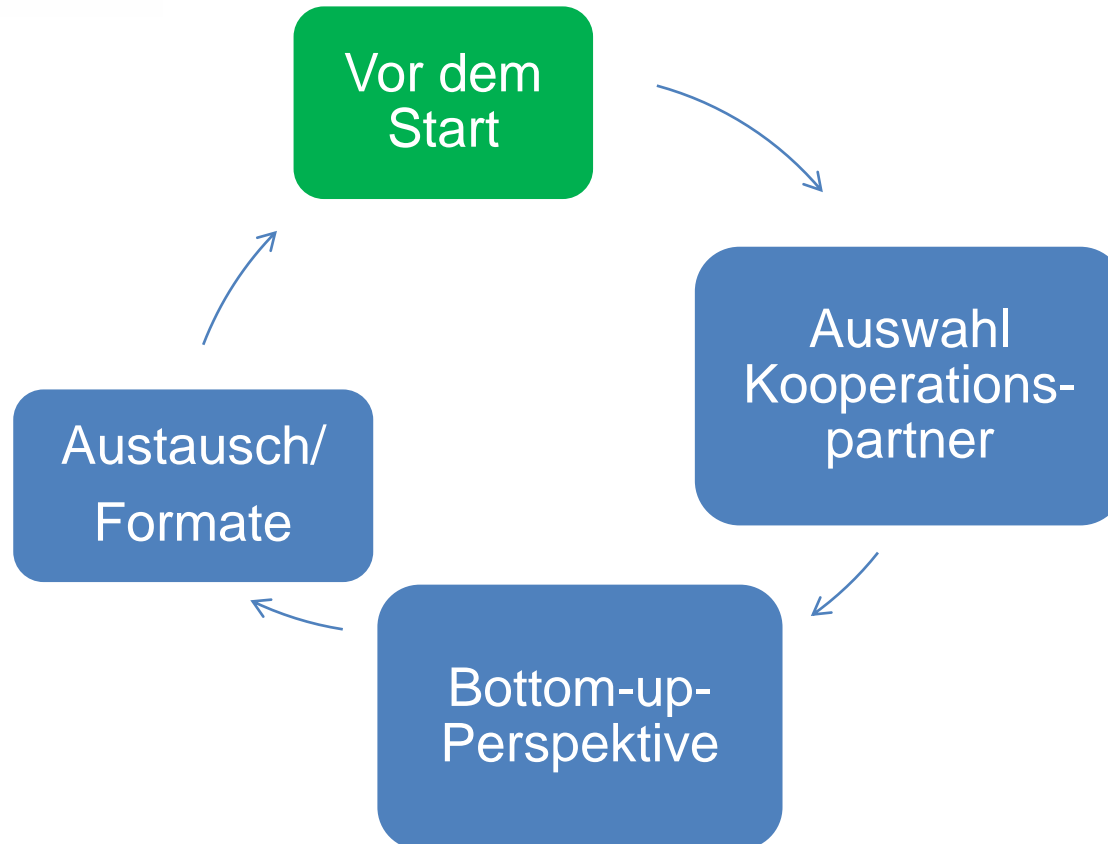 Vor dem
Start
Auswahl
Kooperations-
partner
Bottom-up-
Perspektive
Austausch/
Formate